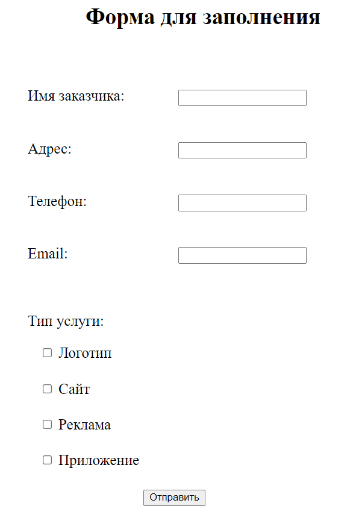 Форма для заполнения
Имя заказчика:
Адрес:
Телефон:
Email:
Тип услуги:
Логотип
Сайт
Реклама
Приложение
Отправить